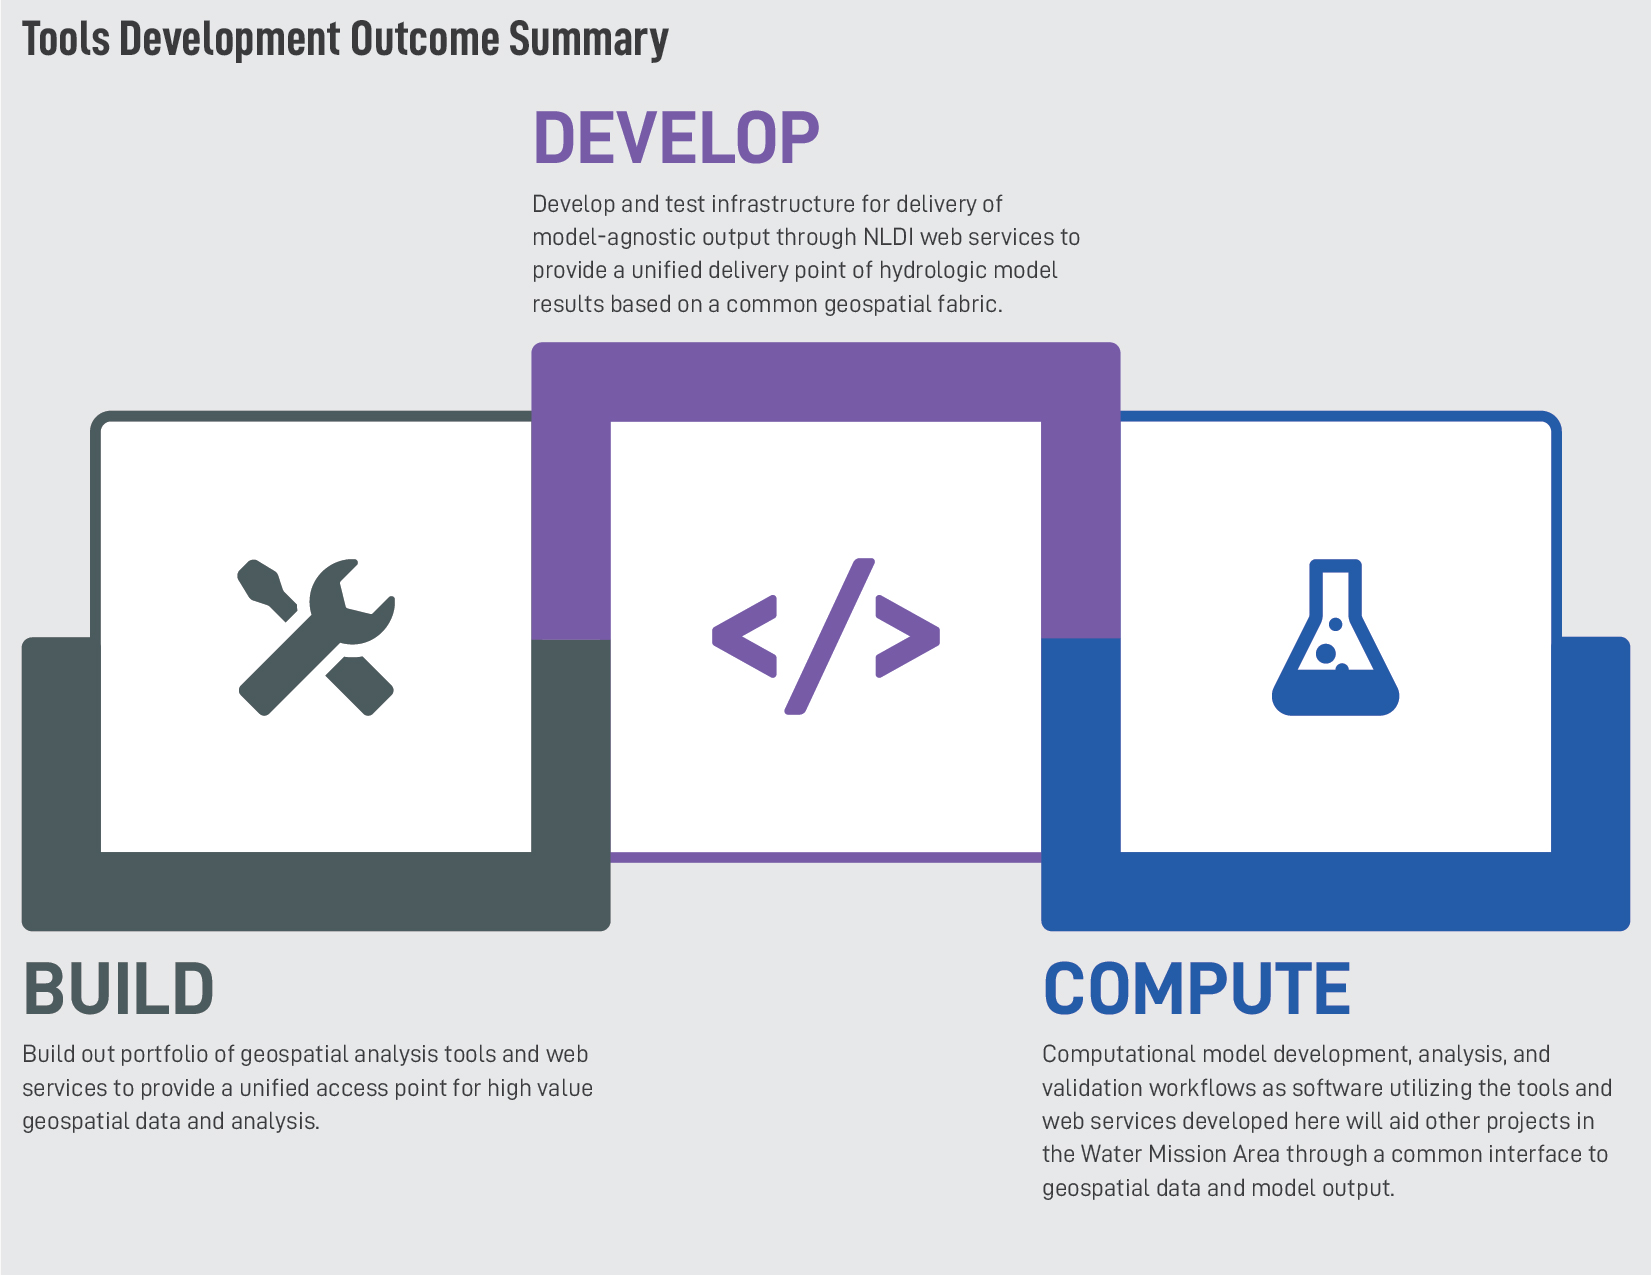 Tools Development Outcome Summary
DEVELOP
Develop and test infrastructure for delivery of
model-agnostic output through NLDI web services to
provide a unified delivery point of hydrologic model
results based on a common geospatial fabric.
</>
BUILD
Build out portfolio of geospatial analysis tools and web
services to provide a unified access point for high value
geospatial data and analysis.
COMPUTE
Computational model development, analysis, and
validation workflows as software utilizing the tools and
web services developed here will aid other projects in
the Water Mission Area through a common interface to
geospatial data and model output.